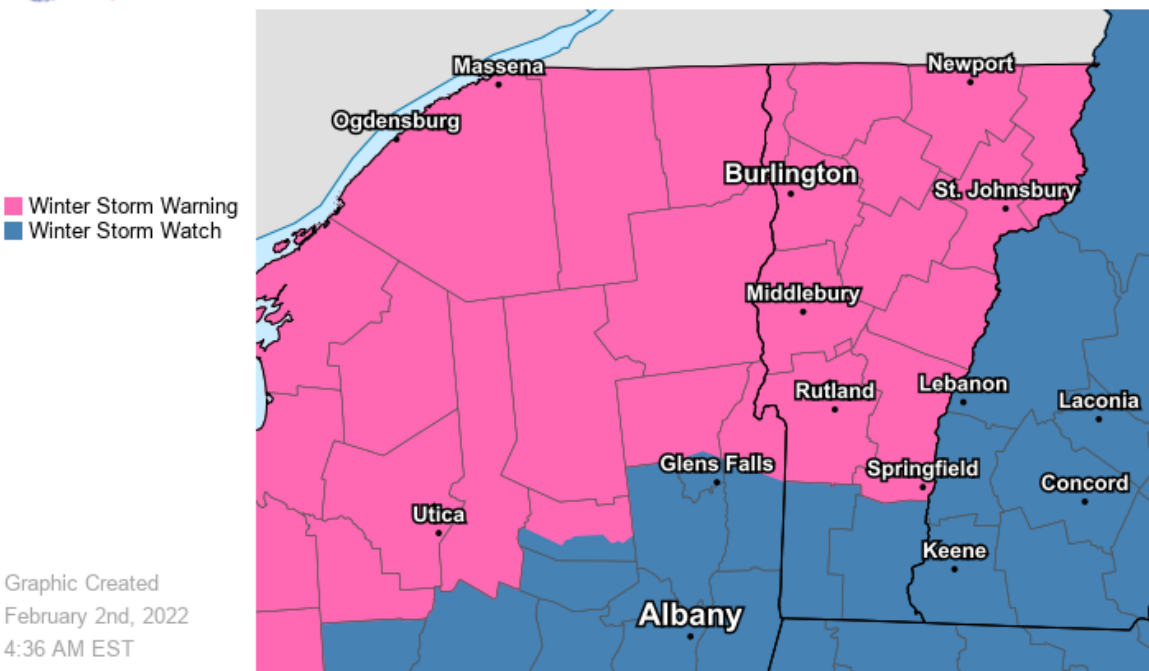 Massena
Newport
Ogdensburg
Burlington
St. Johnsbury
Winter Storm Warning
Winter Storm Watch
Middlebury
Rutland
Lebanon
Laconia
Glens Falls
Springfield
Concord
Utica
Keene
Graphic Created
February 2nd, 2022
4:36 AM EST
Albany